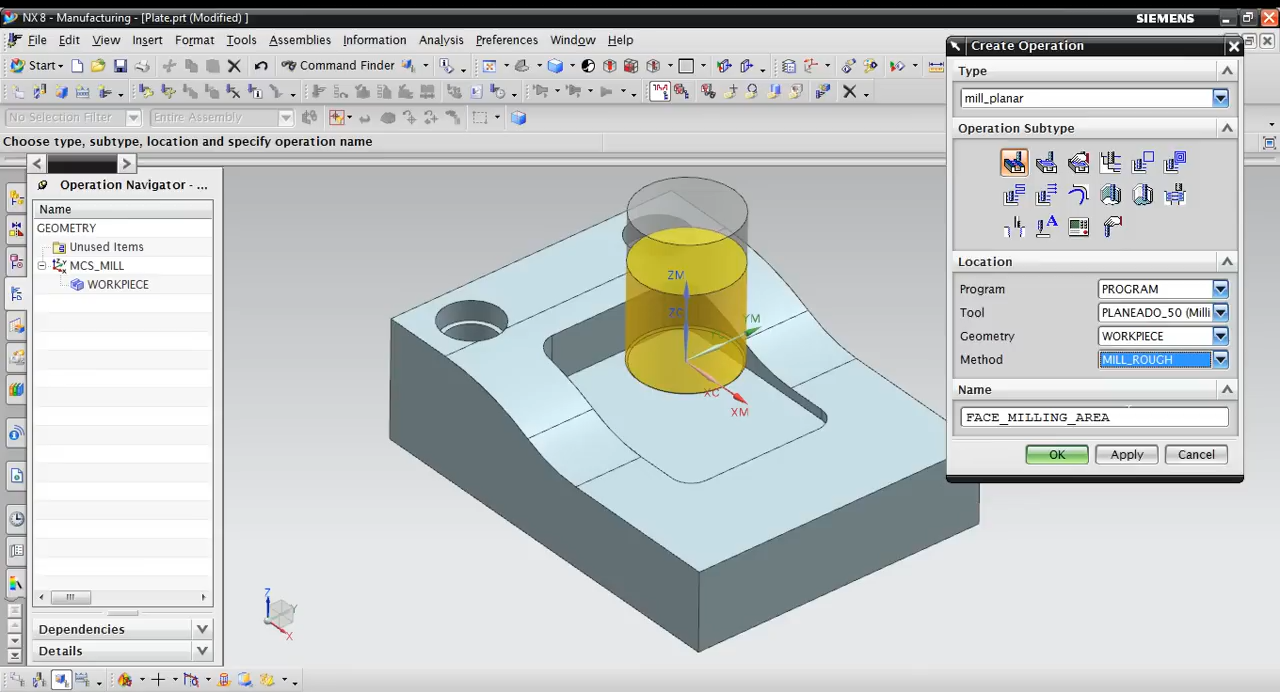 NX 8 - Manufacturing - [Plate.prt (Modified) ]
SIEMENS
File Edit View Insert Format Tools Assemblies Information Analysis Preferences Window Help
Start
Command Finder
No Selection Filter
Entire Assembly
Choose type, subtype, location and specify operation name
Operation Navigator - ...
Name
GEOMETRY
Unused Items
MCS_MILL
WORKPIECE
Dependencies
Details
ZM
ZC
YM
XC
XM
Z
Y
X
Create Operation
Type
mill_planar
Operation Subtype
Location
Program PROGRAM
Tool PLANEADO_50 (Milli
Geometry WORKPIECE
Method MILL_ROUGH
Name
FACE_MILLING_AREA
OK Apply Cancel